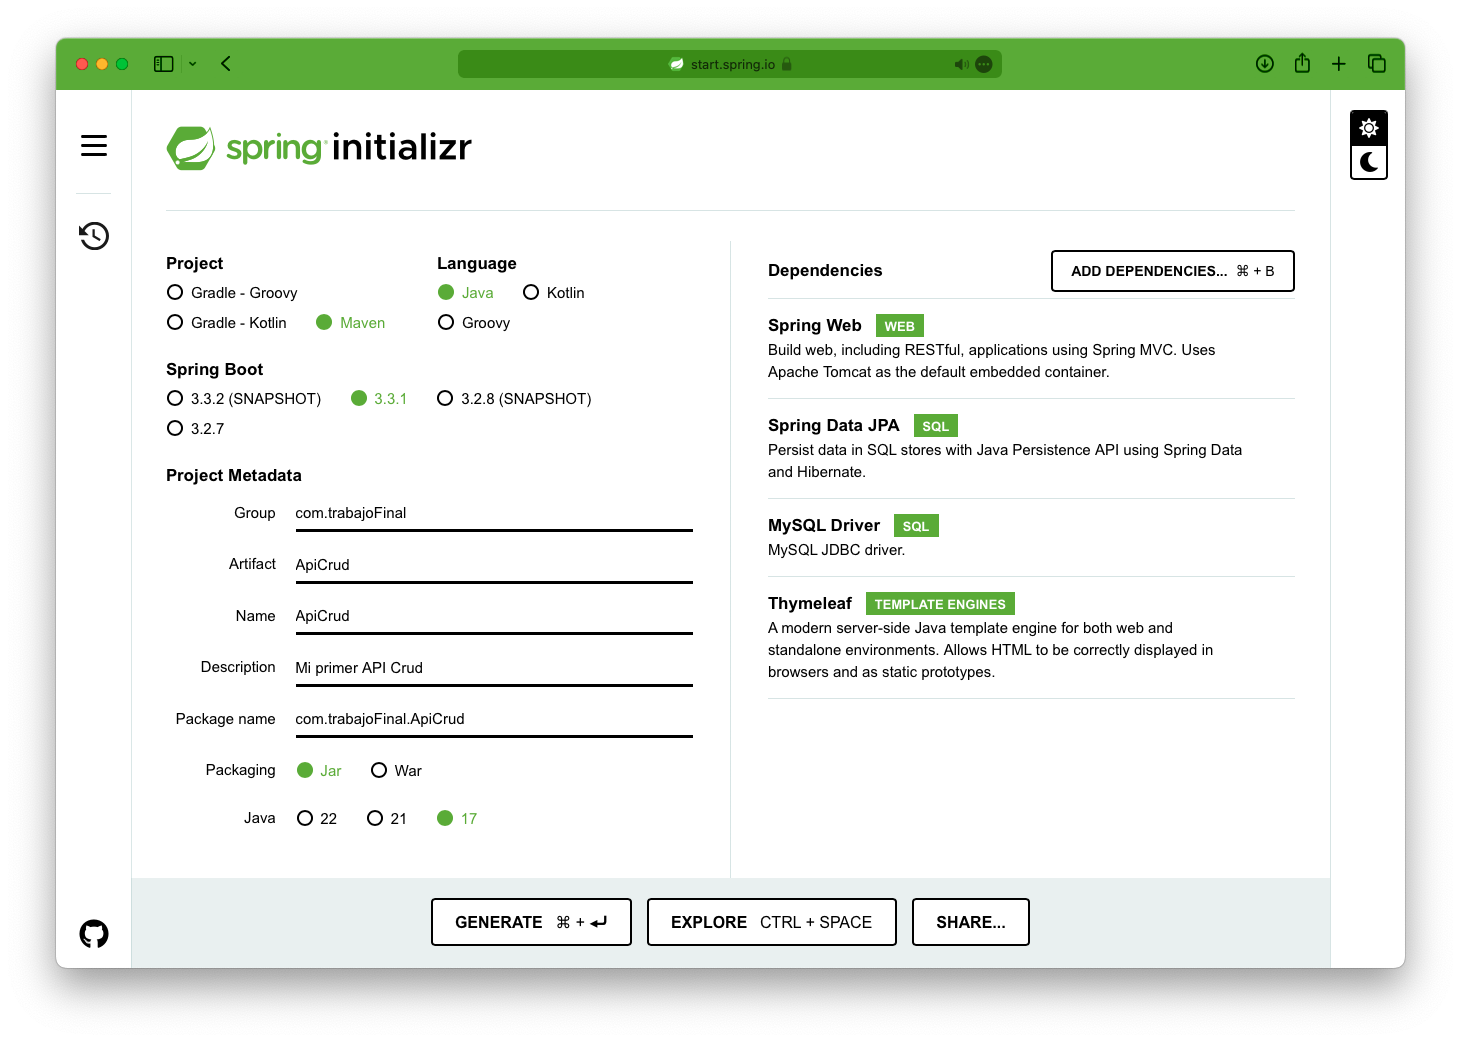 start.spring.io
spring initializr
Project
Gradle - Groovy
Gradle - Kotlin Maven
Language
Java Kotlin
Groovy
Spring Boot
3.3.2 (SNAPSHOT) 3.3.1 3.2.8 (SNAPSHOT)
3.2.7
Project Metadata
Group com.trabajoFinal
Artifact ApiCrud
Name ApiCrud
Description Mi primer API Crud
Package name com.trabajoFinal.ApiCrud
Packaging Jar War
Java 22 21 17
Dependencies ADD DEPENDENCIES... ⌘ + B
Spring Web WEB
Build web, including RESTful, applications using Spring MVC. Uses
Apache Tomcat as the default embedded container.
Spring Data JPA SQL
Persist data in SQL stores with Java Persistence API using Spring Data
and Hibernate.
MySQL Driver SQL
MySQL JDBC driver.
Thymeleaf TEMPLATE ENGINES
A modern server-side Java template engine for both web and
standalone environments. Allows HTML to be correctly displayed in
browsers and as static prototypes.
GENERATE ⌘ + ⏎ EXPLORE CTRL + SPACE SHARE...